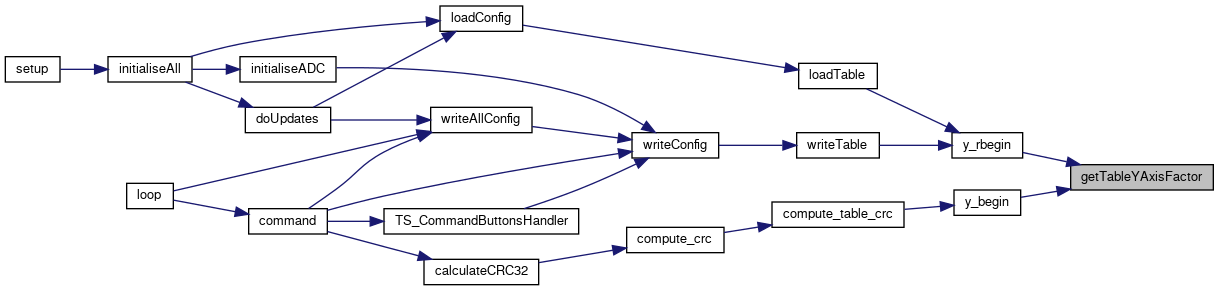 loadConfig
setup
initialiseAll
initialiseADC
loadTable
doUpdates
writeAllConfig
writeConfig
writeTable
y_rbegin
getTableYAxisFactor
loop
command
TS_CommandButtonsHandler
compute_table_crc
y_begin
compute_crc
calculateCRC32